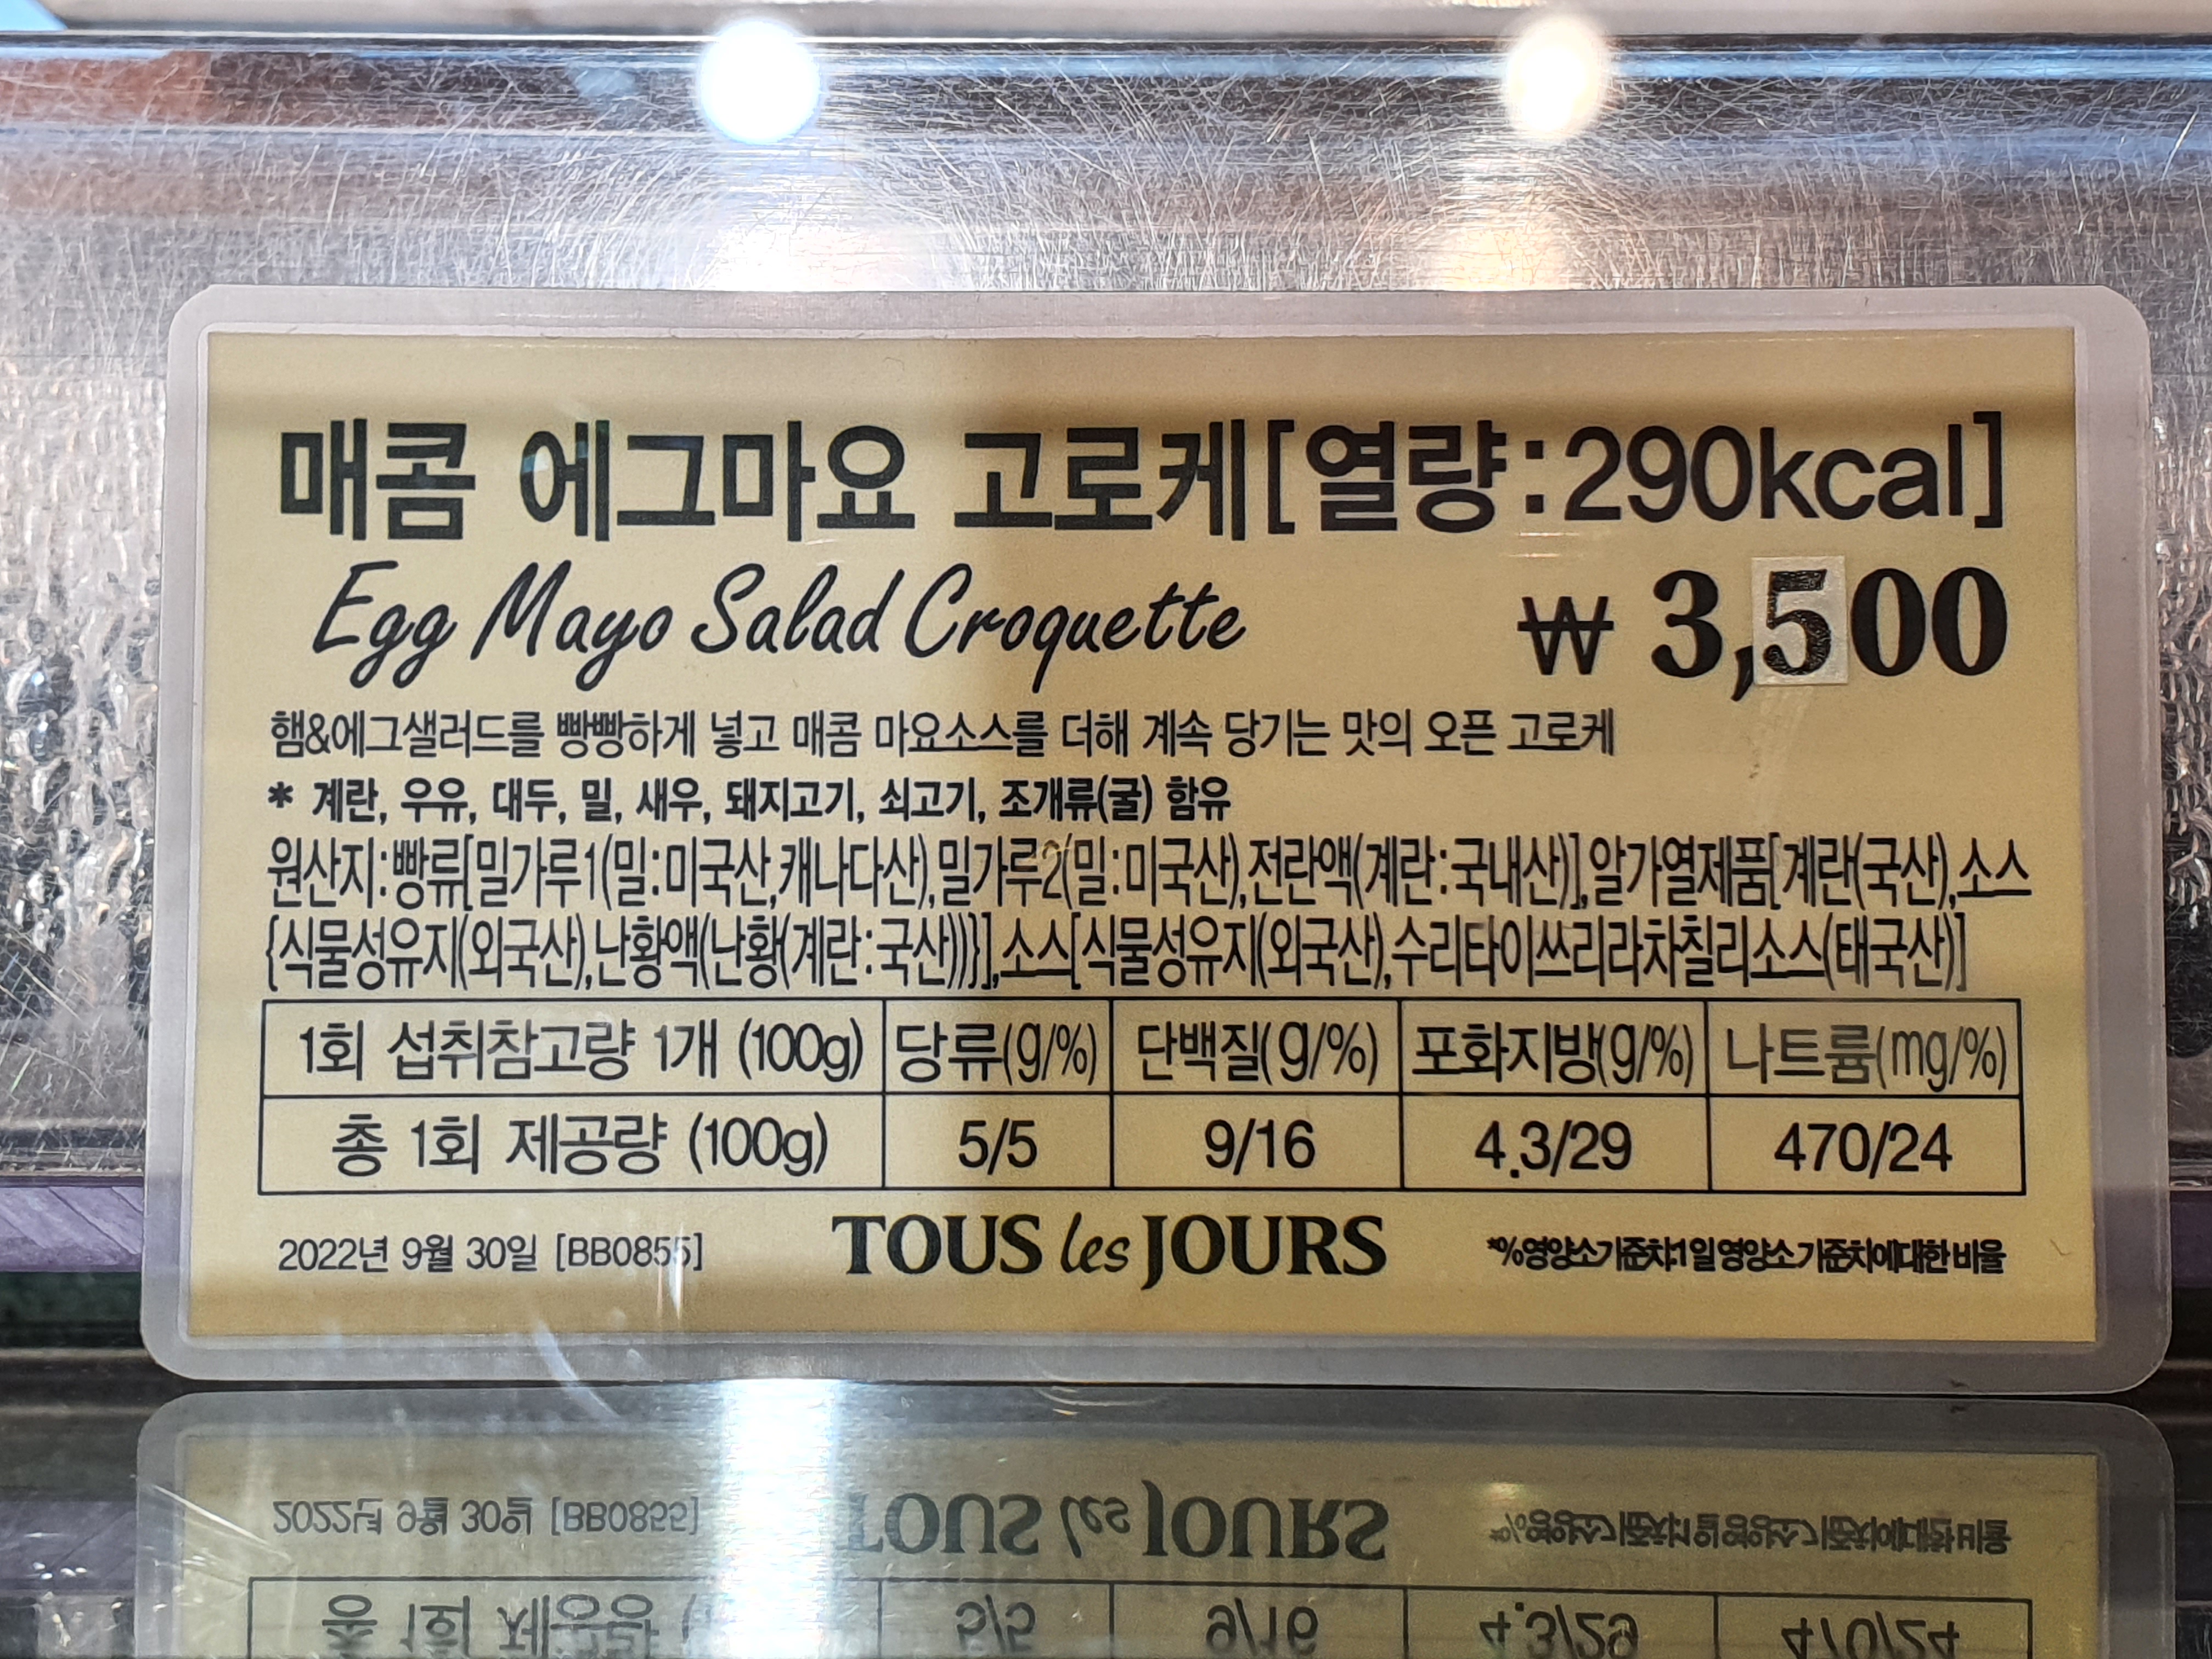 매콤 에그마요 고로케[열량:290kcal]
Egg Mayo Salad Croquette ₩ 3,500
햄&에그샐러드를 빵빵하게 넣고 매콤 마요소스를 더해 계속 당기는 맛의 오픈 고로케
* 계란, 우유, 대두, 밀, 새우, 돼지고기, 쇠고기, 조개류(굴) 함유
원산지:빵류[밀가루1(밀:미국산,캐나다산),밀가루2(밀:미국산),전란액(계란:국내산)],알가열제품[계란(국산),소스
{식물성유지(외국산),난황액(난황(계란:국산))}],소스[식물성유지(외국산),수리타이쓰리라차칠리소스(태국산)]
1회 섭취참고량 1개 (100g) 당류(g/%) 단백질(g/%) 포화지방(g/%) 나트륨(mg/%)
총 1회 제공량 (100g) 5/5 9/16 4.3/29 470/24
2022년 9월 30일 [BB0855] TOUS les JOURS *%영양소기준치:1일영양소기준치에대한비율